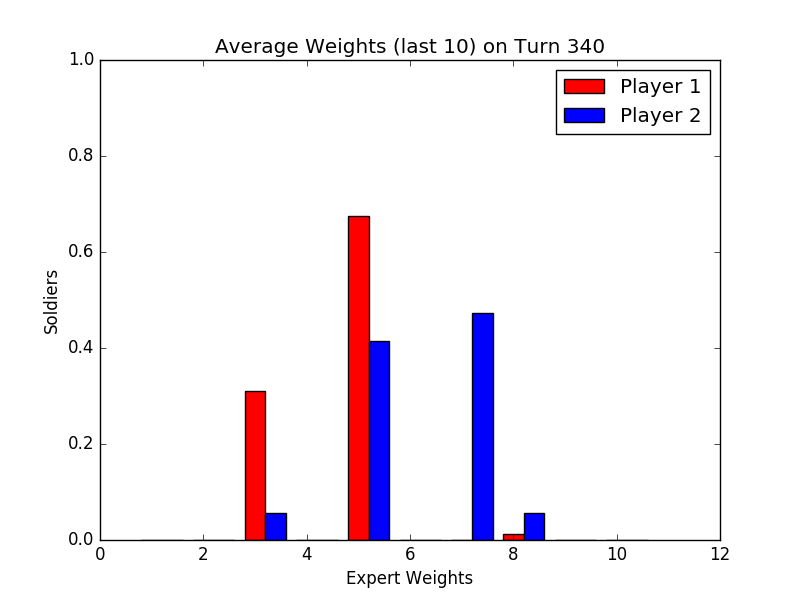 Average Weights (last 10) on Turn 340
1.0
Player 1
Player 2
0.8
0.6
Soldiers
0.4
0.2
0.0
0 2 4 6 8 10 12
Expert Weights